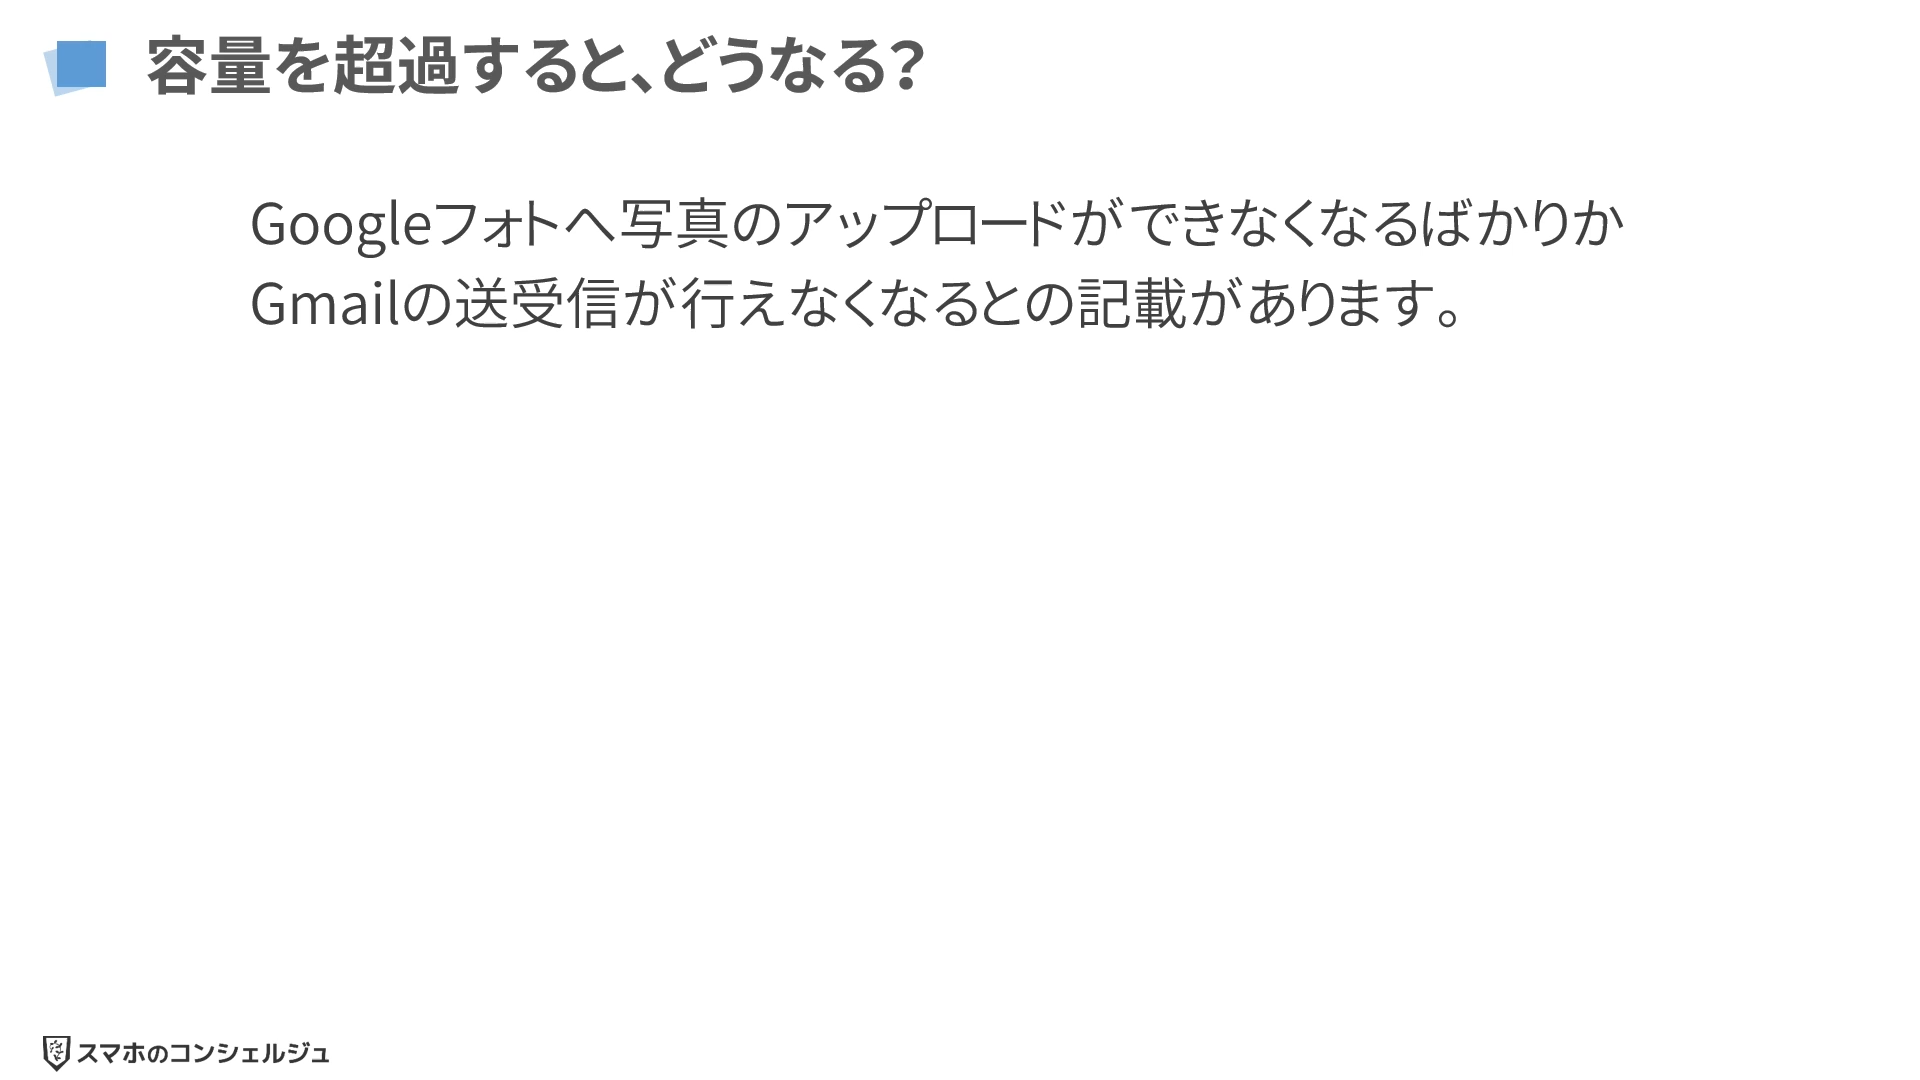 容量を超過すると、どうなる？
Googleフォトへ写真のアップロードができなくなるばかりか
Gmailの送受信が行えなくなるとの記載があります。
スマホのコンシェルジュ